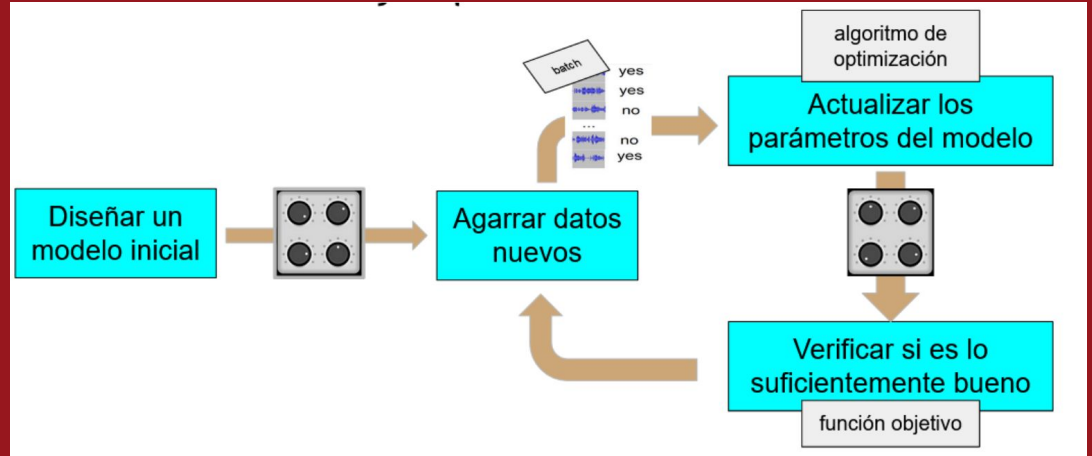 Diseñar un
modelo inicial
Agarrar datos
nuevos
batch
yes
yes
no
...
no
yes
algoritmo de
optimización
Actualizar los
parámetros del modelo
Verificar si es lo
suficientemente bueno
función objetivo